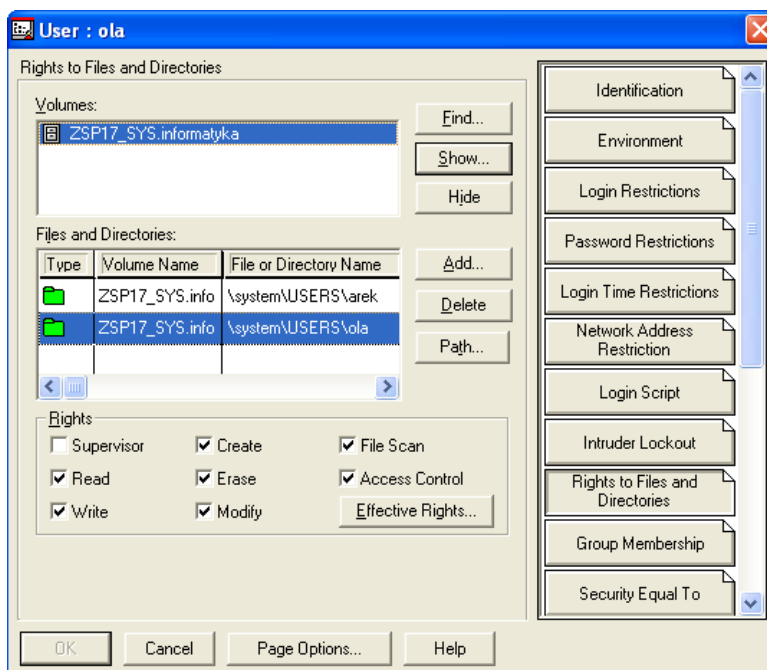 User : ola
Rights to Files and Directories
Volumes:
ZSP17_SYS.informatyka
Find...
Show...
Hide
Files and Directories:
Type Volume Name File or Directory Name
ZSP17_SYS.info \system\USERS\arek
ZSP17_SYS.info \system\USERS\ola
Add...
Delete
Path...
Rights
Supervisor Create File Scan
Read Erase Access Control
Write Modify Effective Rights...
Identification
Environment
Login Restrictions
Password Restrictions
Login Time Restrictions
Network Address
Restriction
Login Script
Intruder Lockout
Rights to Files and
Directories
Group Membership
Security Equal To
OK Cancel Page Options... Help